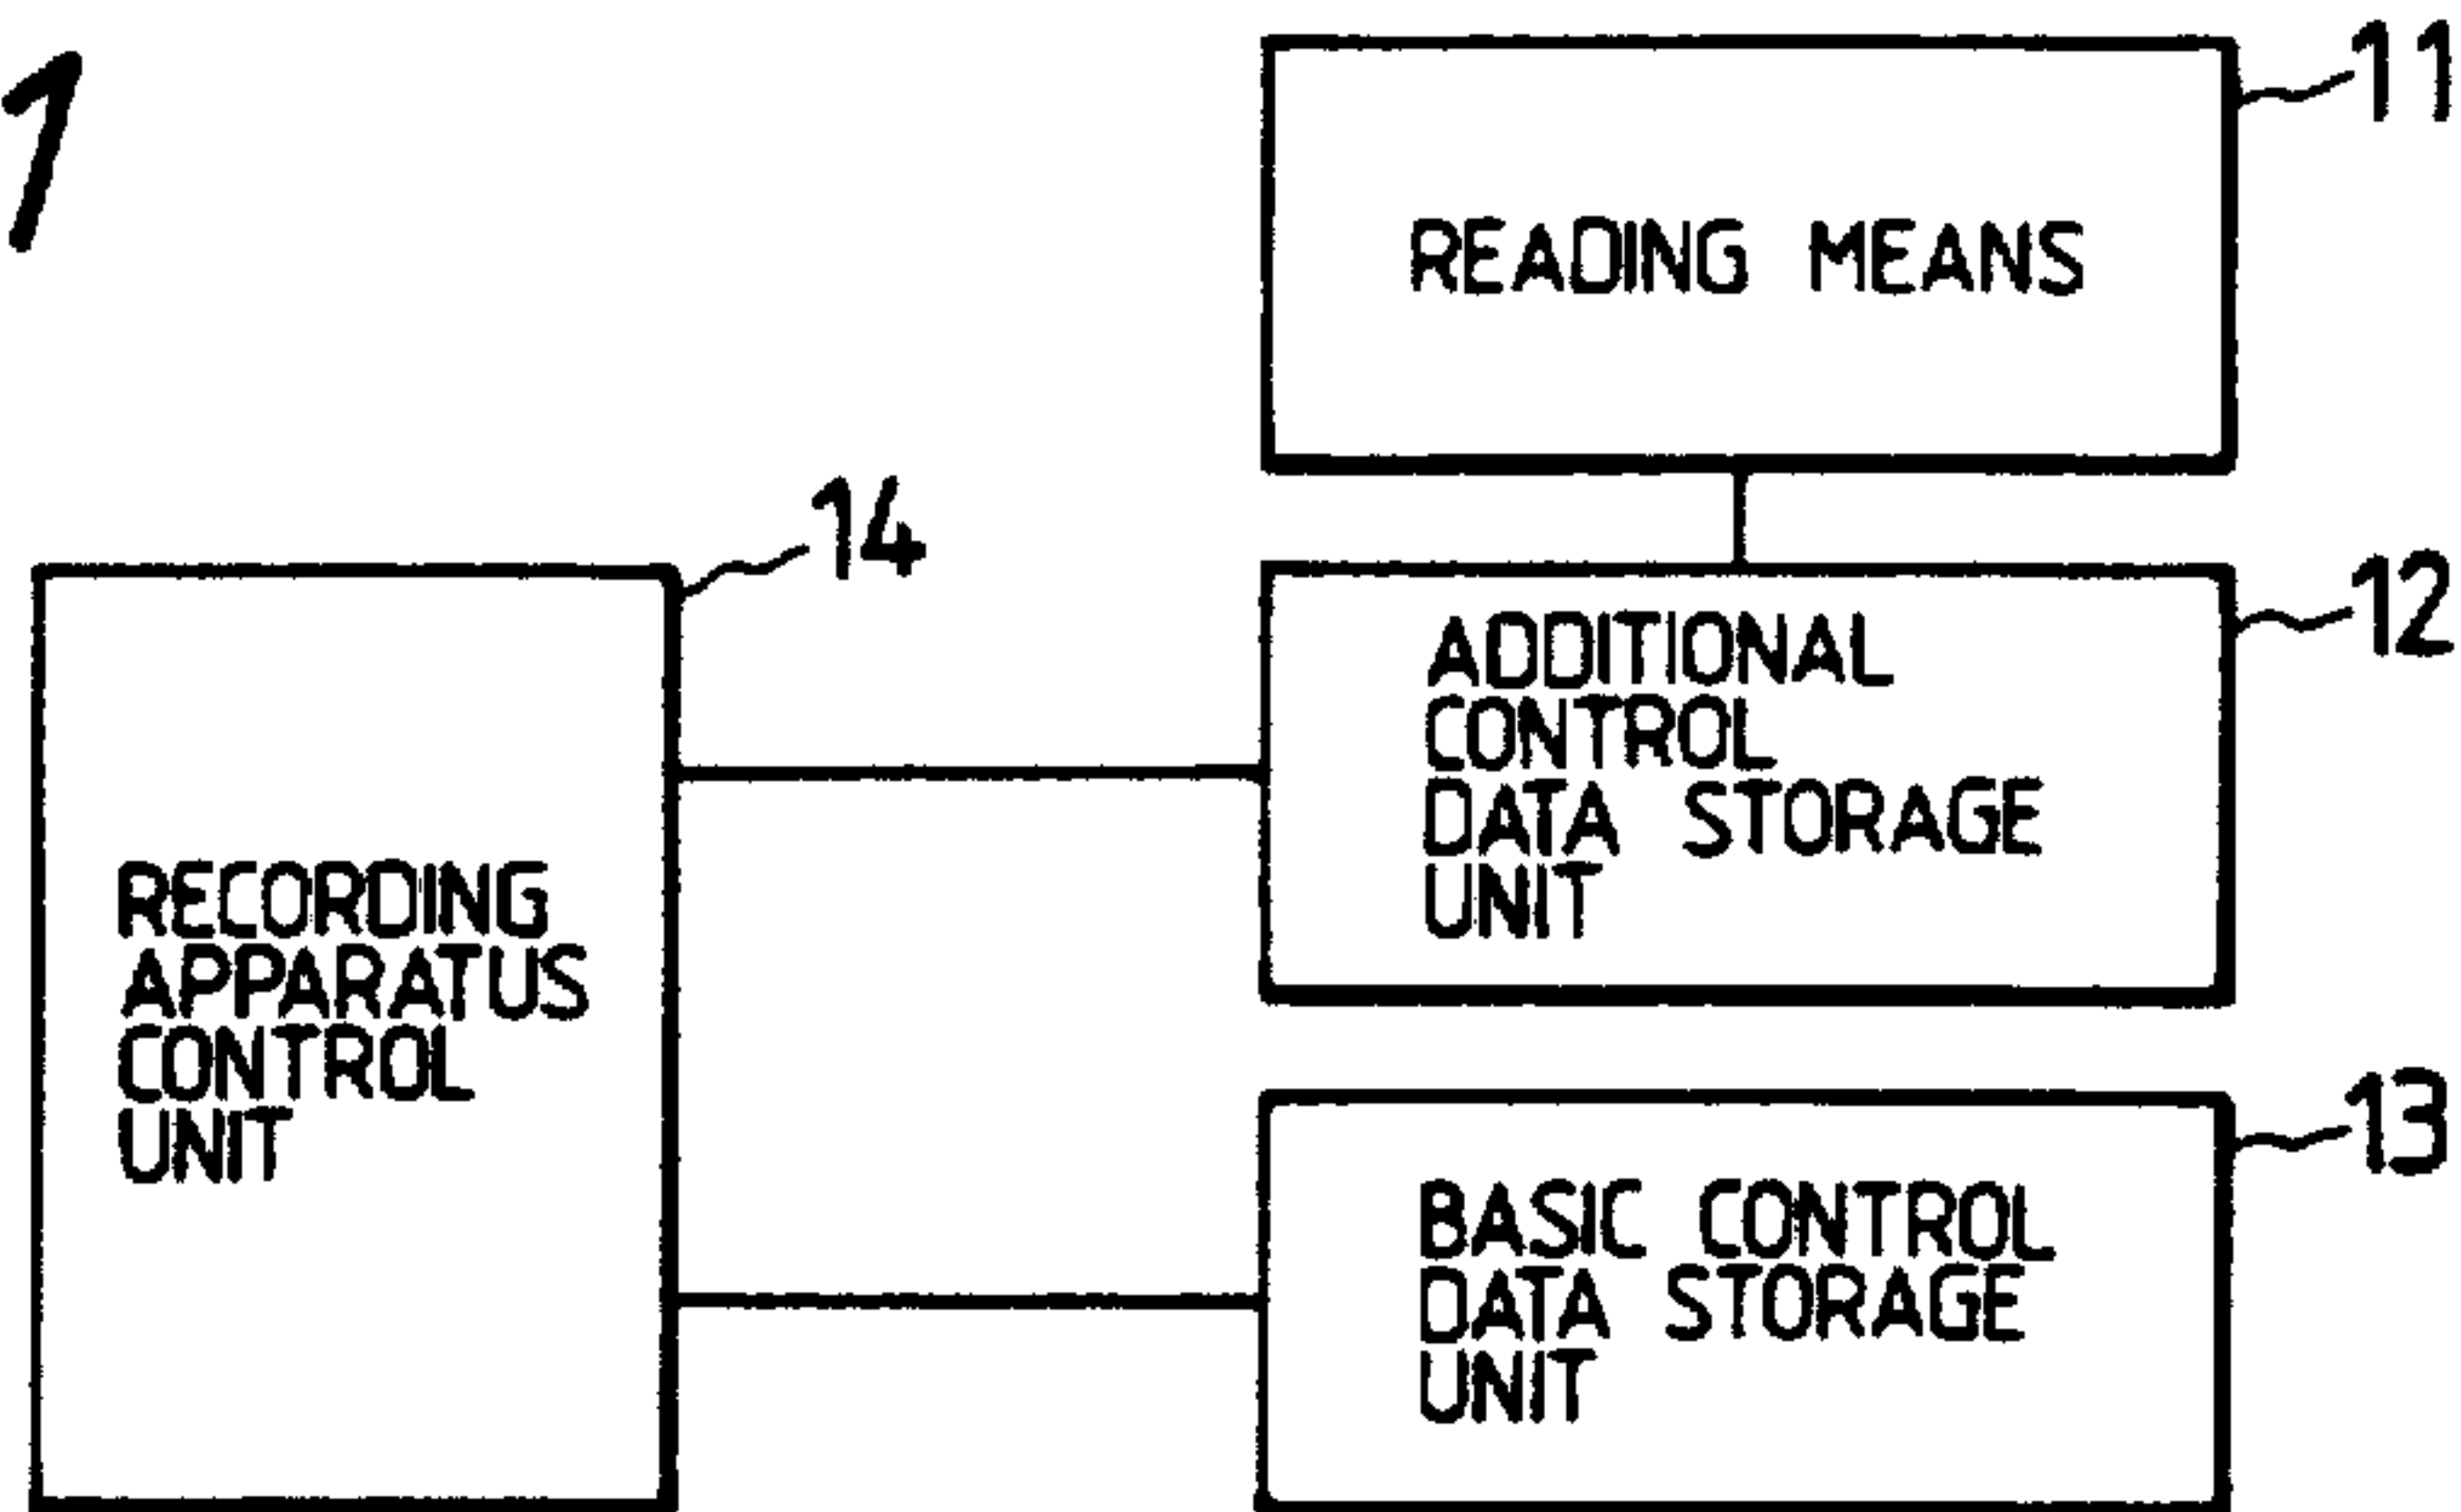 1
11
READING MEANS
14
12
ADDITIONAL
CONTROL
DATA STORAGE
UNIT
RECORDING
APPARATUS
CONTROL
UNIT
13
BASIC CONTROL
DATA STORAGE
UNIT